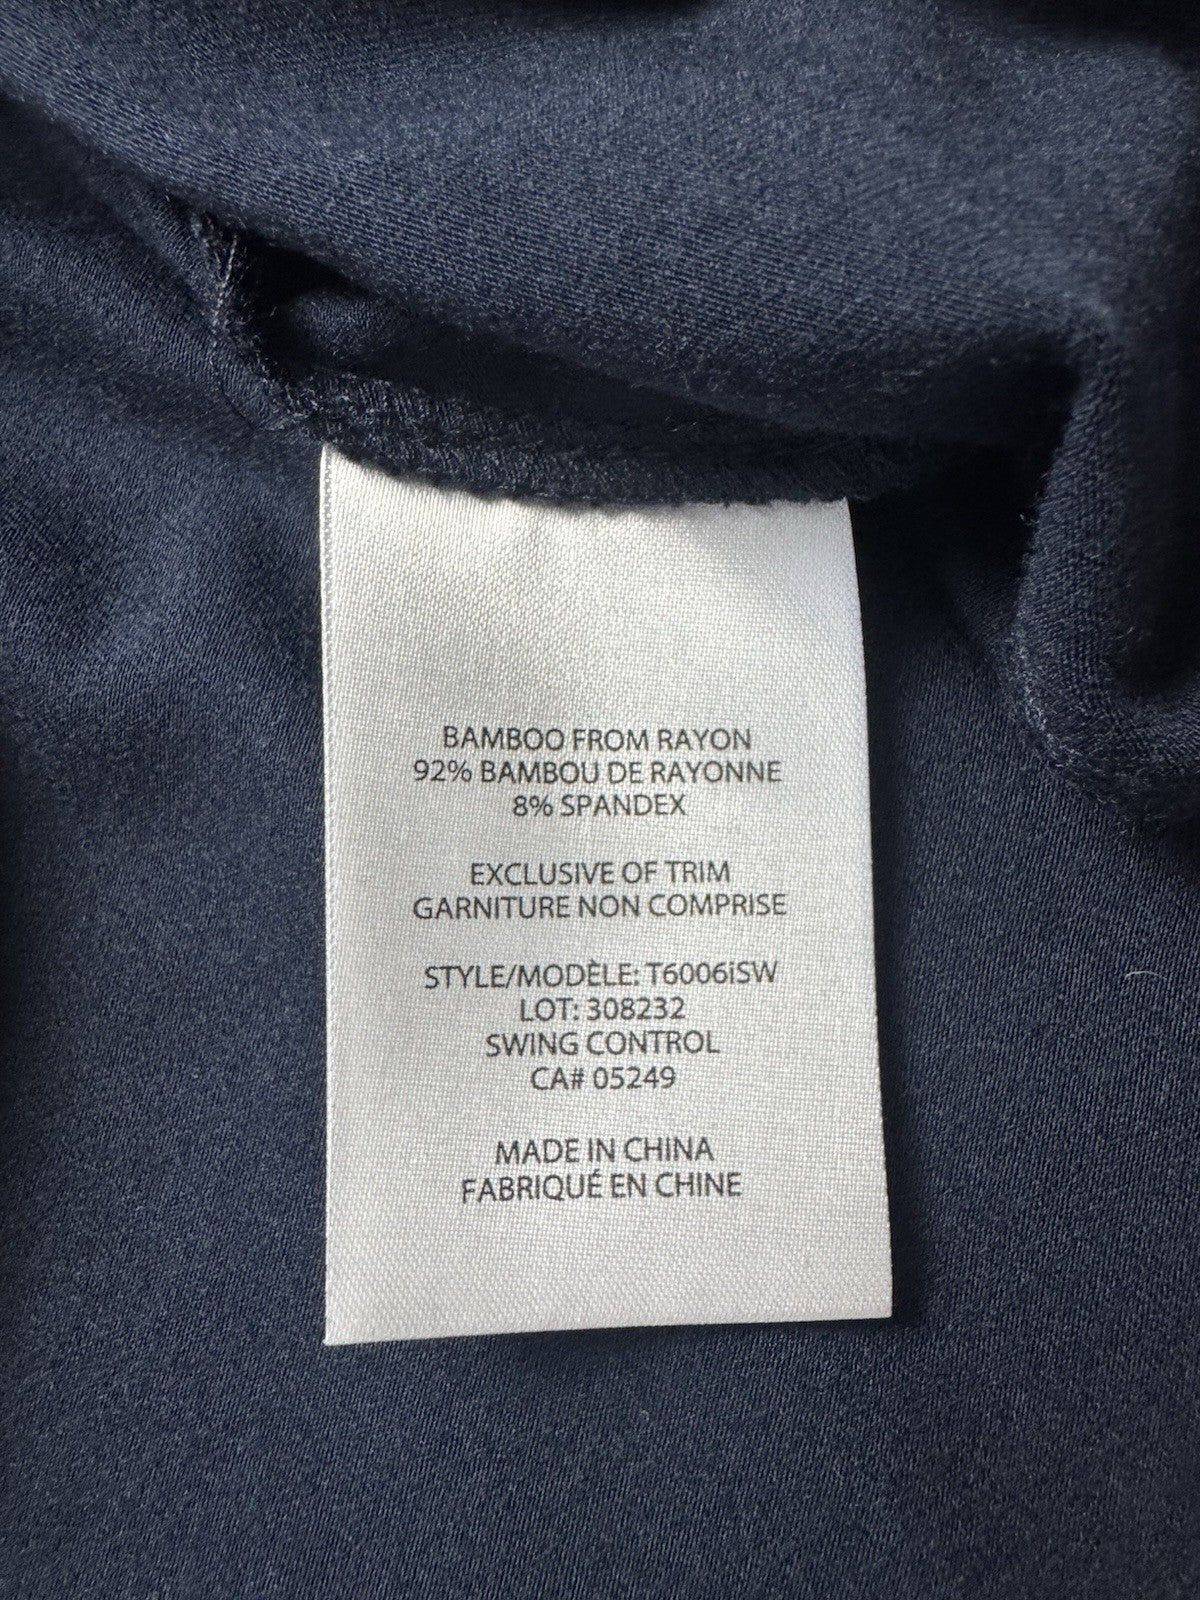 BAMBOO FROM RAYON
92% BAMBOU DE RAYONNE
8% SPANDEX
EXCLUSIVE OF TRIM
GARNITURE NON COMPRISE
STYLE/MODÈLE: T6006iSW
LOT: 308232
SWING CONTROL
CA# 05249
MADE IN CHINA
FABRIQUÉ EN CHINE